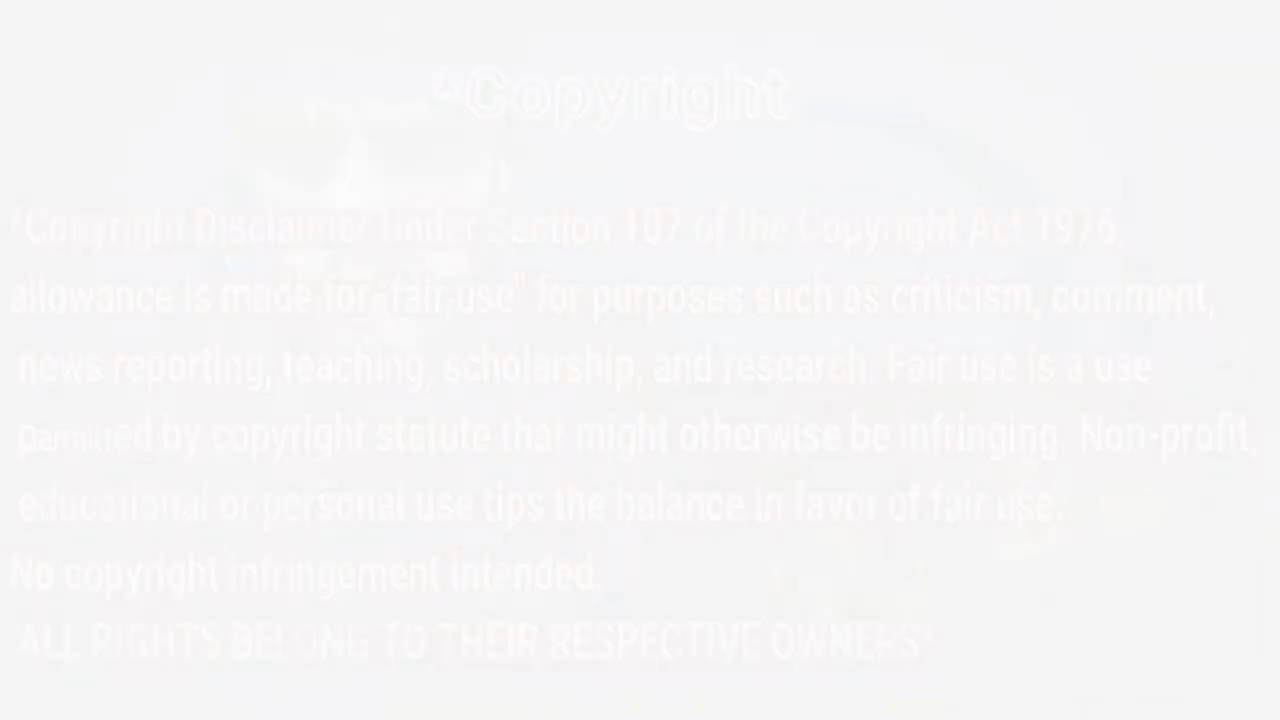 “Copyright
"Copyright Disclaimer Under Section 107 of the Copyright Act 1976
allowance is made for "fair-use" for purposes such as criticism, comment,
news reporting, teaching, scholarship, and research. Fair use is a use
permitted by copyright statute that might otherwise be infringing. Non-profit,
educational or personal use tips the balance in favor of fair use.
No copyright infringement intended.
ALL RIGHTS BELONG TO THEIR RESPECTIVE OWNERS"